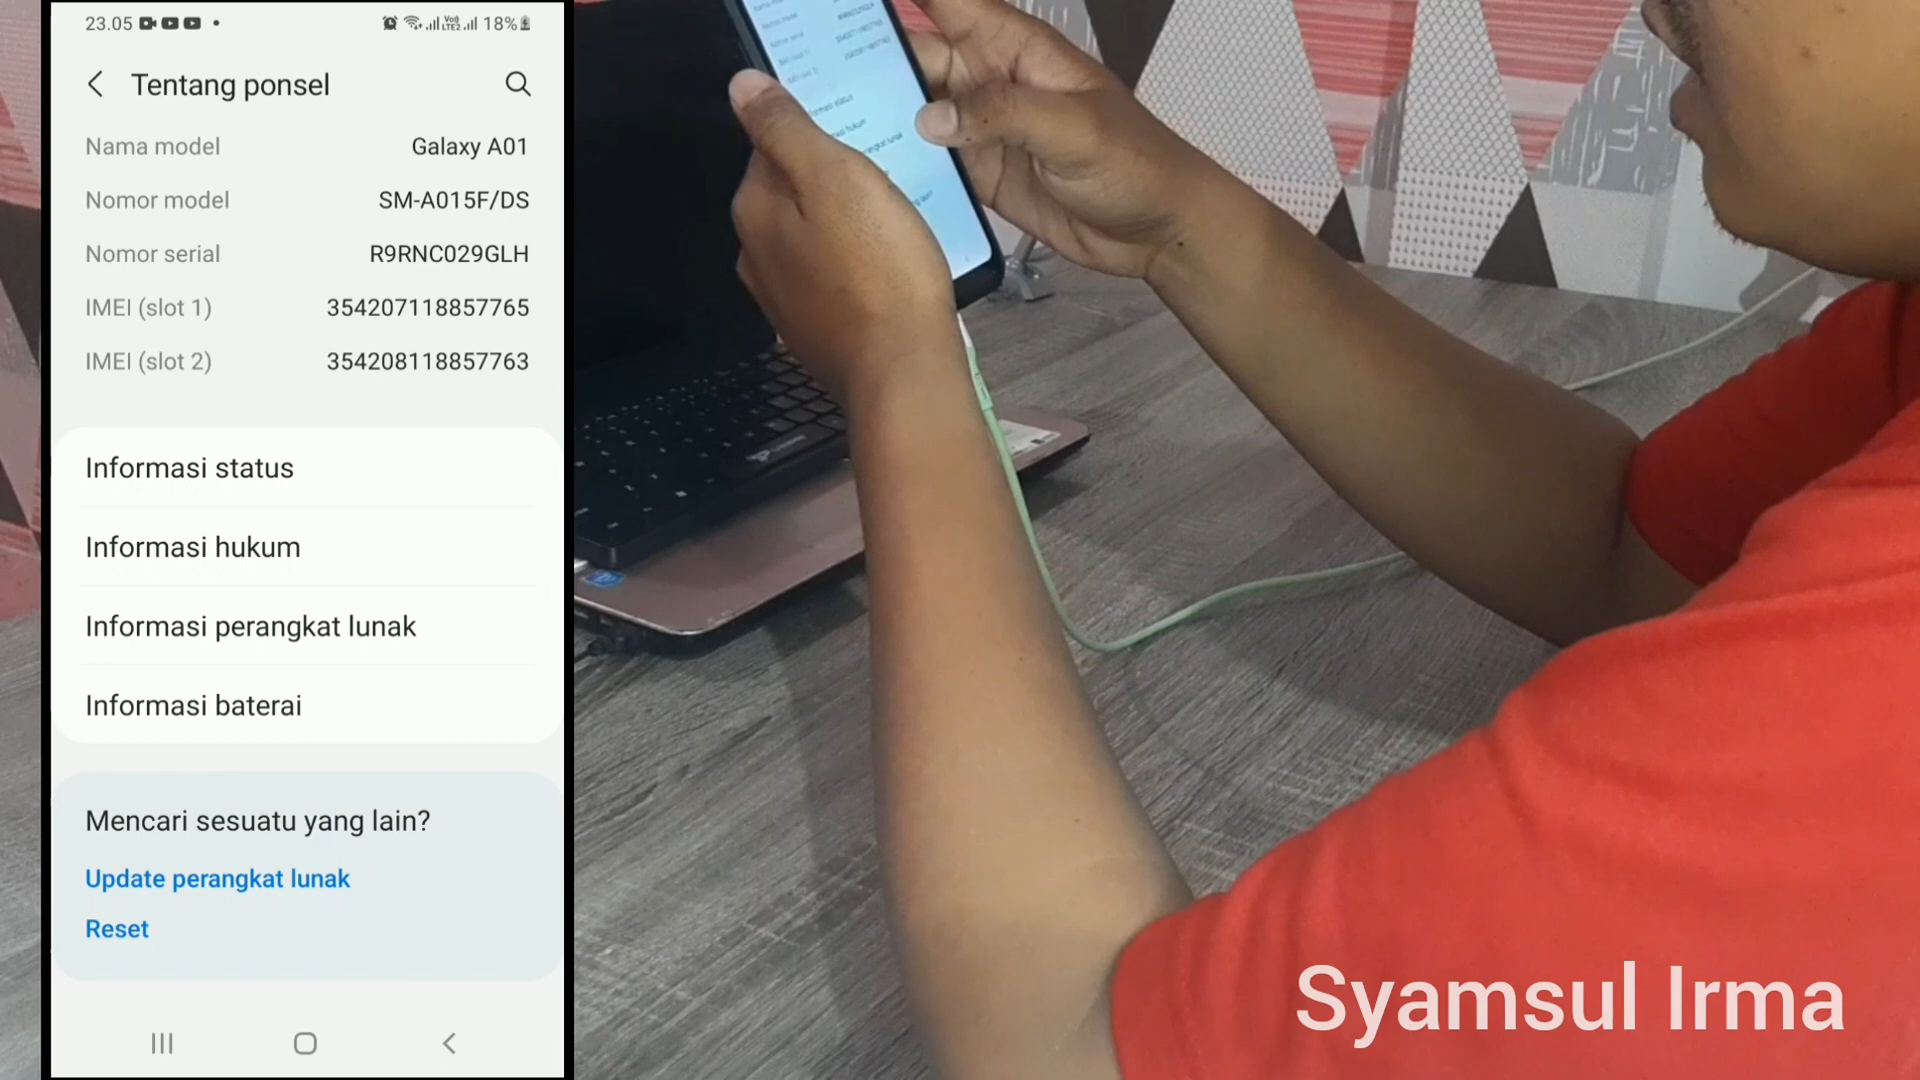 23.05
18%
Tentang ponsel
Nama model Galaxy A01
Nomor model SM-A015F/DS
Nomor serial R9RNC029GLH
IMEI (slot 1) 354207118857765
IMEI (slot 2) 354208118857763
Informasi status
Informasi hukum
Informasi perangkat lunak
Informasi baterai
Mencari sesuatu yang lain?
Update perangkat lunak
Reset
Syamsul Irma